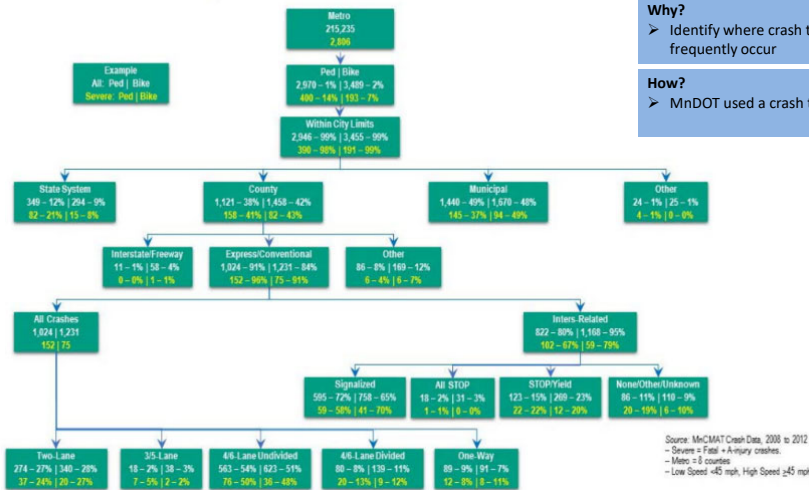 Metro
215,235
2,806
Example
All: Ped | Bike
Severe: Ped | Bike
Ped | Bike
2,970 – 1% | 3,489 – 2%
400 – 14% | 193 – 7%
Within City Limits
2,946 – 99% | 3,455 – 99%
390 – 98% | 191 – 99%
State System
349 – 12% | 294 – 9%
82 – 21% | 15 – 8%
County
1,121 – 38% | 1,458 – 42%
158 – 41% | 82 – 43%
Municipal
1,440 – 49% | 1,670 – 48%
145 – 37% | 94 – 49%
Other
24 – 1% | 25 – 1%
4 – 1% | 0 – 0%
Interstate/Freeway
11 – 1% | 58 – 4%
0 – 0% | 1 – 1%
Express/Conventional
1,024 – 91% | 1,231 – 84%
152 – 96% | 75 – 91%
Other
86 – 8% | 169 – 12%
6 – 4% | 6 – 7%
All Crashes
1,024 | 1,231
152 | 75
Inters-Related
822 – 80% | 1,168 – 95%
102 – 67% | 59 – 79%
Signalized
595 – 72% | 758 – 65%
59 – 58% | 41 – 70%
All STOP
18 – 2% | 31 – 3%
1 – 1% | 0 – 0%
STOP/Yield
123 – 15% | 269 – 23%
22 – 22% | 12 – 20%
None/Other/Unknown
86 – 11% | 110 – 9%
20 – 19% | 6 – 10%
Two-Lane
274 – 27% | 340 – 28%
37 – 24% | 20 – 27%
3/5-Lane
18 – 2% | 38 – 3%
7 – 5% | 2 – 2%
4/6-Lane Undivided
563 – 54% | 623 – 51%
76 – 50% | 36 – 48%
4/6-Lane Divided
80 – 8% | 139 – 11%
20 – 13% | 9 – 12%
One-Way
89 – 9% | 91 – 7%
12 – 8% | 8 – 11%
Why?
➢ Identify where crash t
frequently occur
How?
➢ MnDOT used a crash t
Source: MnCMAT Crash Data, 2008 to 2012
– Severe = Fatal + A-injury crashes.
– Metro = 8 counties
– Low Speed <45 mph, High Speed ≥45 mph